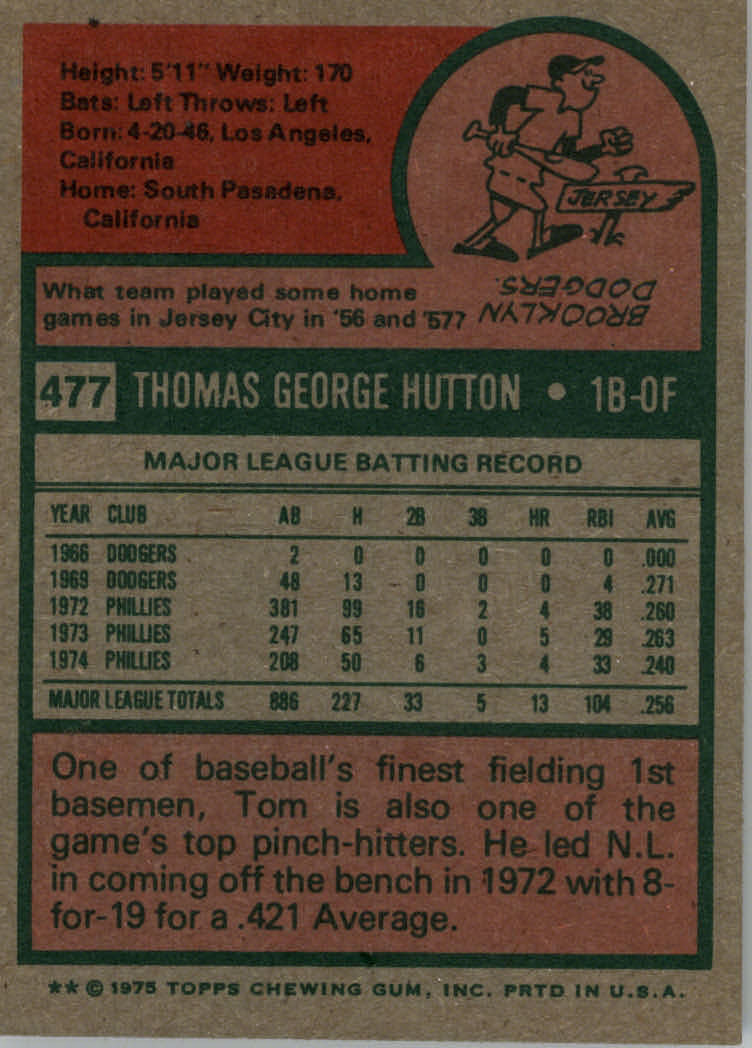 Height: 5'11" Weight: 170
Bats: Left Throws: Left
Born: 4-20-46, Los Angeles,
California
Home: South Pasadena,
California
JERSEY
What team played some home
games in Jersey City in '56 and '57?
BROOKLYN
DODGERS.
477 THOMAS GEORGE HUTTON • 1B-OF
MAJOR LEAGUE BATTING RECORD
YEAR CLUB AB H 2B 3B HR RBI AVG
1966 DODGERS 2 0 0 0 0 0 .000
1969 DODGERS 48 13 0 0 0 4 .271
1972 PHILLIES 381 99 16 2 4 38 .260
1973 PHILLIES 247 65 11 0 5 29 .263
1974 PHILLIES 208 50 6 3 4 33 .240
MAJOR LEAGUE TOTALS 886 227 33 5 13 104 .256
One of baseball's finest fielding 1st
basemen, Tom is also one of the
game's top pinch-hitters. He led N.L.
in coming off the bench in 1972 with 8-
for-19 for a .421 Average.
** © 1975 TOPPS CHEWING GUM, INC. PRTD IN U.S.A.